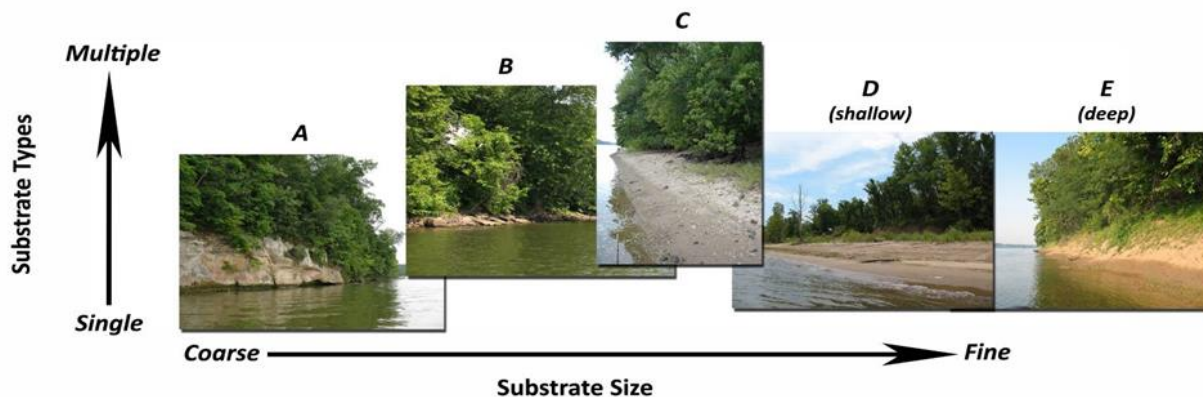 C
Multiple
B
D
(shallow)
E
(deep)
A
Substrate Types
Single
Coarse
Fine
Substrate Size